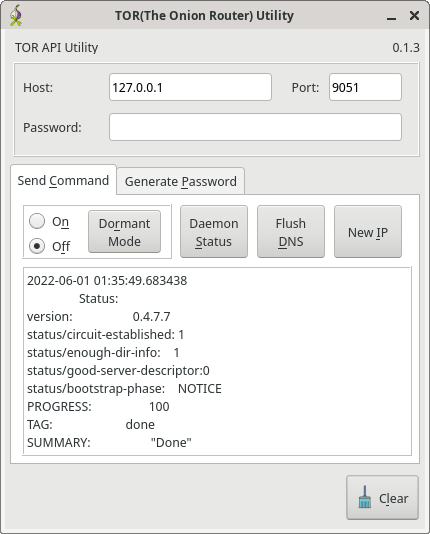 TOR(The Onion Router) Utility
TOR API Utility 0.1.3
Host: 127.0.0.1 Port: 9051
Password:
Send Command Generate Password
On
Off
Dormant
Mode
Daemon
Status
Flush
DNS
New IP
2022-06-01 01:35:49.683438
Status:
version: 0.4.7.7
status/circuit-established: 1
status/enough-dir-info: 1
status/good-server-descriptor:0
status/bootstrap-phase: NOTICE
PROGRESS: 100
TAG: done
SUMMARY: "Done"
Clear